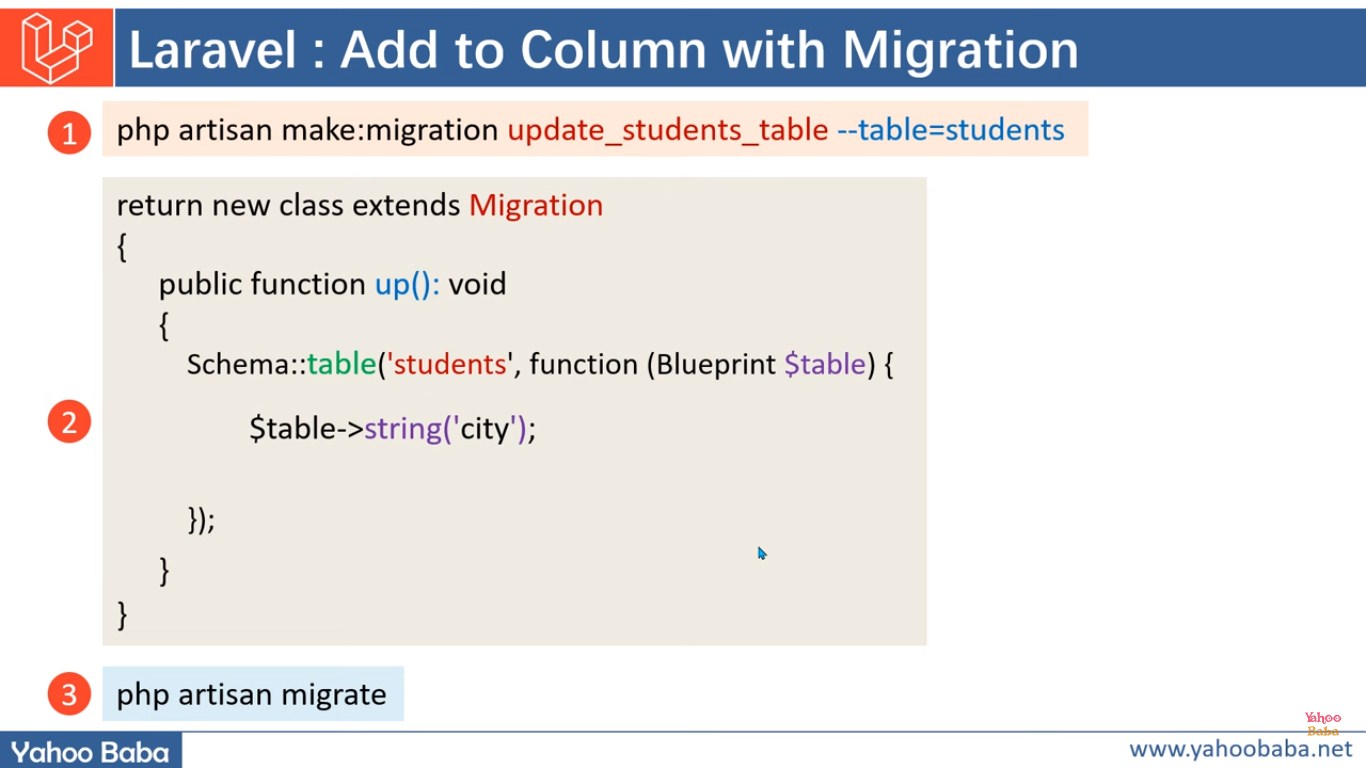 Laravel : Add to Column with Migration
1
php artisan make:migration update_students_table --table=students
2
return new class extends Migration
{
public function up(): void
{
Schema::table('students', function (Blueprint $table) {
$table->string('city');
});
}
}
3
php artisan migrate
Yahoo
Baba
Yahoo Baba
www.yahoobaba.net